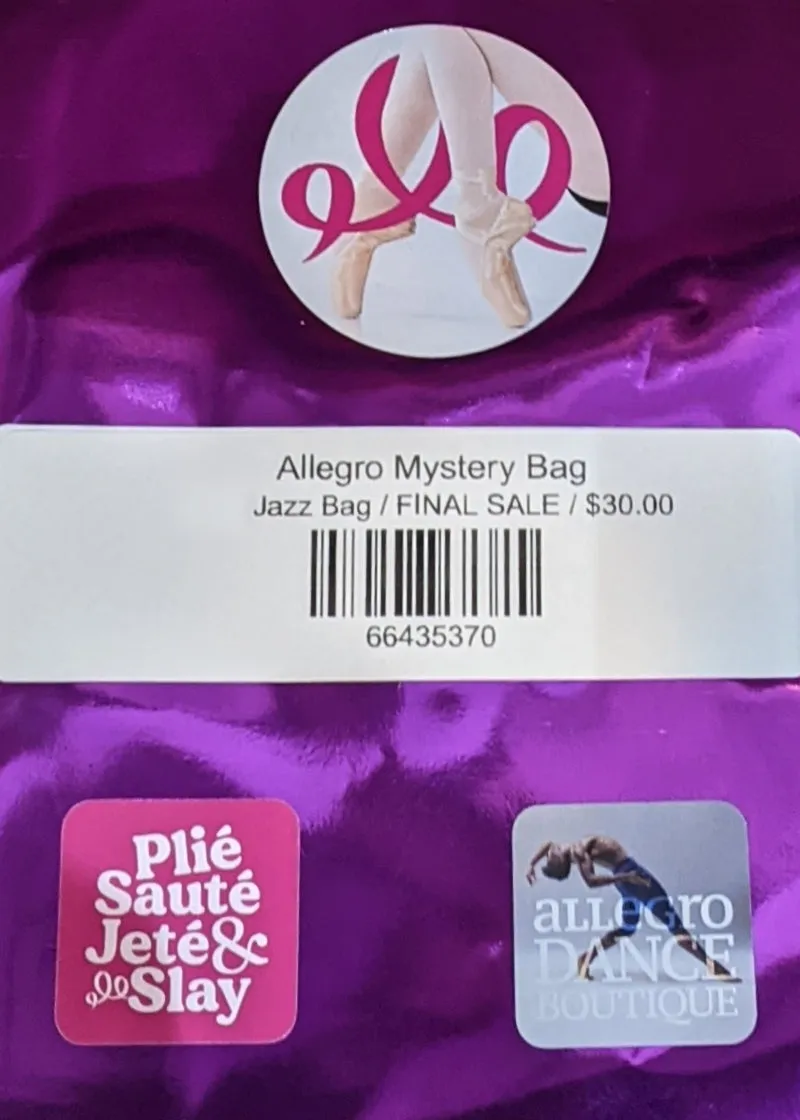 Allegro Mystery Bag
Jazz Bag / FINAL SALE / $30.00
66435370
Plié
Sauté
Jeté&
Slay
ALLEGRO
DANCE
BOUTIQUE